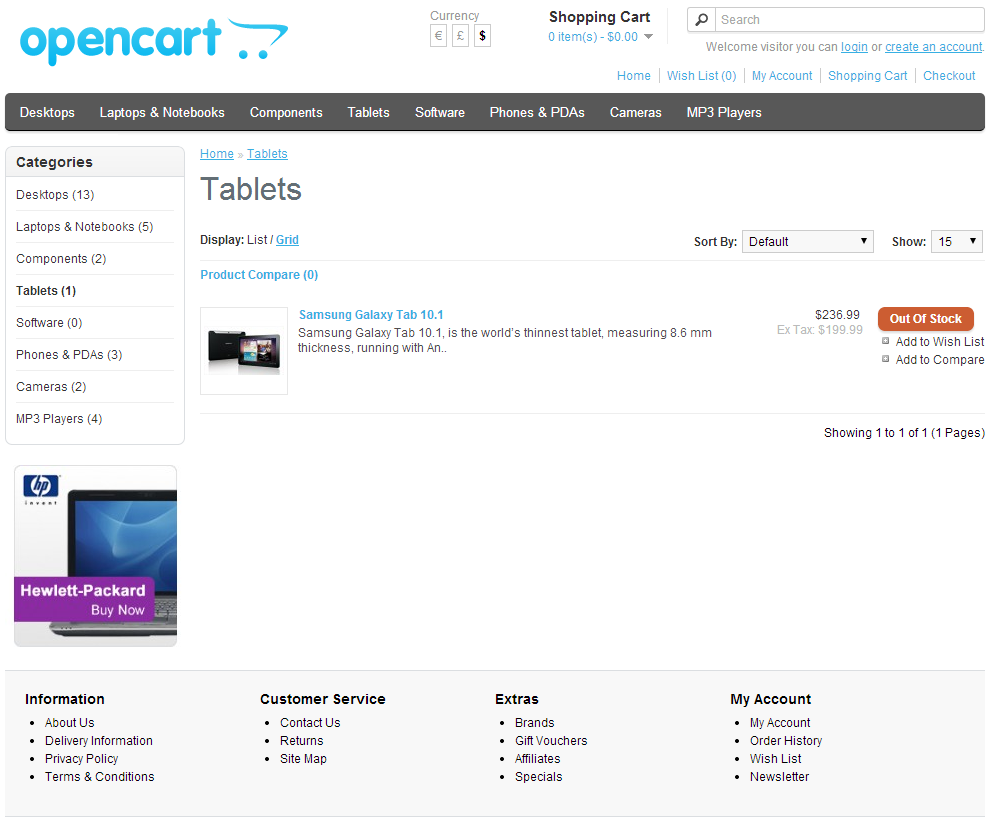 opencart
Currency
€ £ $
Shopping Cart
0 item(s) - $0.00
Search
Welcome visitor you can login or create an account.
Home Wish List (0) My Account Shopping Cart Checkout
Desktops Laptops & Notebooks Components Tablets Software Phones & PDAs Cameras MP3 Players
Categories
Desktops (13)
Laptops & Notebooks (5)
Components (2)
Tablets (1)
Software (0)
Phones & PDAs (3)
Cameras (2)
MP3 Players (4)
hp
invent
Hewlett-Packard
Buy Now
Home » Tablets
Tablets
Display: List / Grid
Sort By: Default Show: 15
Product Compare (0)
Samsung Galaxy Tab 10.1
Samsung Galaxy Tab 10.1, is the world’s thinnest tablet, measuring 8.6 mm
thickness, running with An..
$236.99
Ex Tax: $199.99
Out Of Stock
Add to Wish List
Add to Compare
Showing 1 to 1 of 1 (1 Pages)
Information
About Us
Delivery Information
Privacy Policy
Terms & Conditions
Customer Service
Contact Us
Returns
Site Map
Extras
Brands
Gift Vouchers
Affiliates
Specials
My Account
My Account
Order History
Wish List
Newsletter